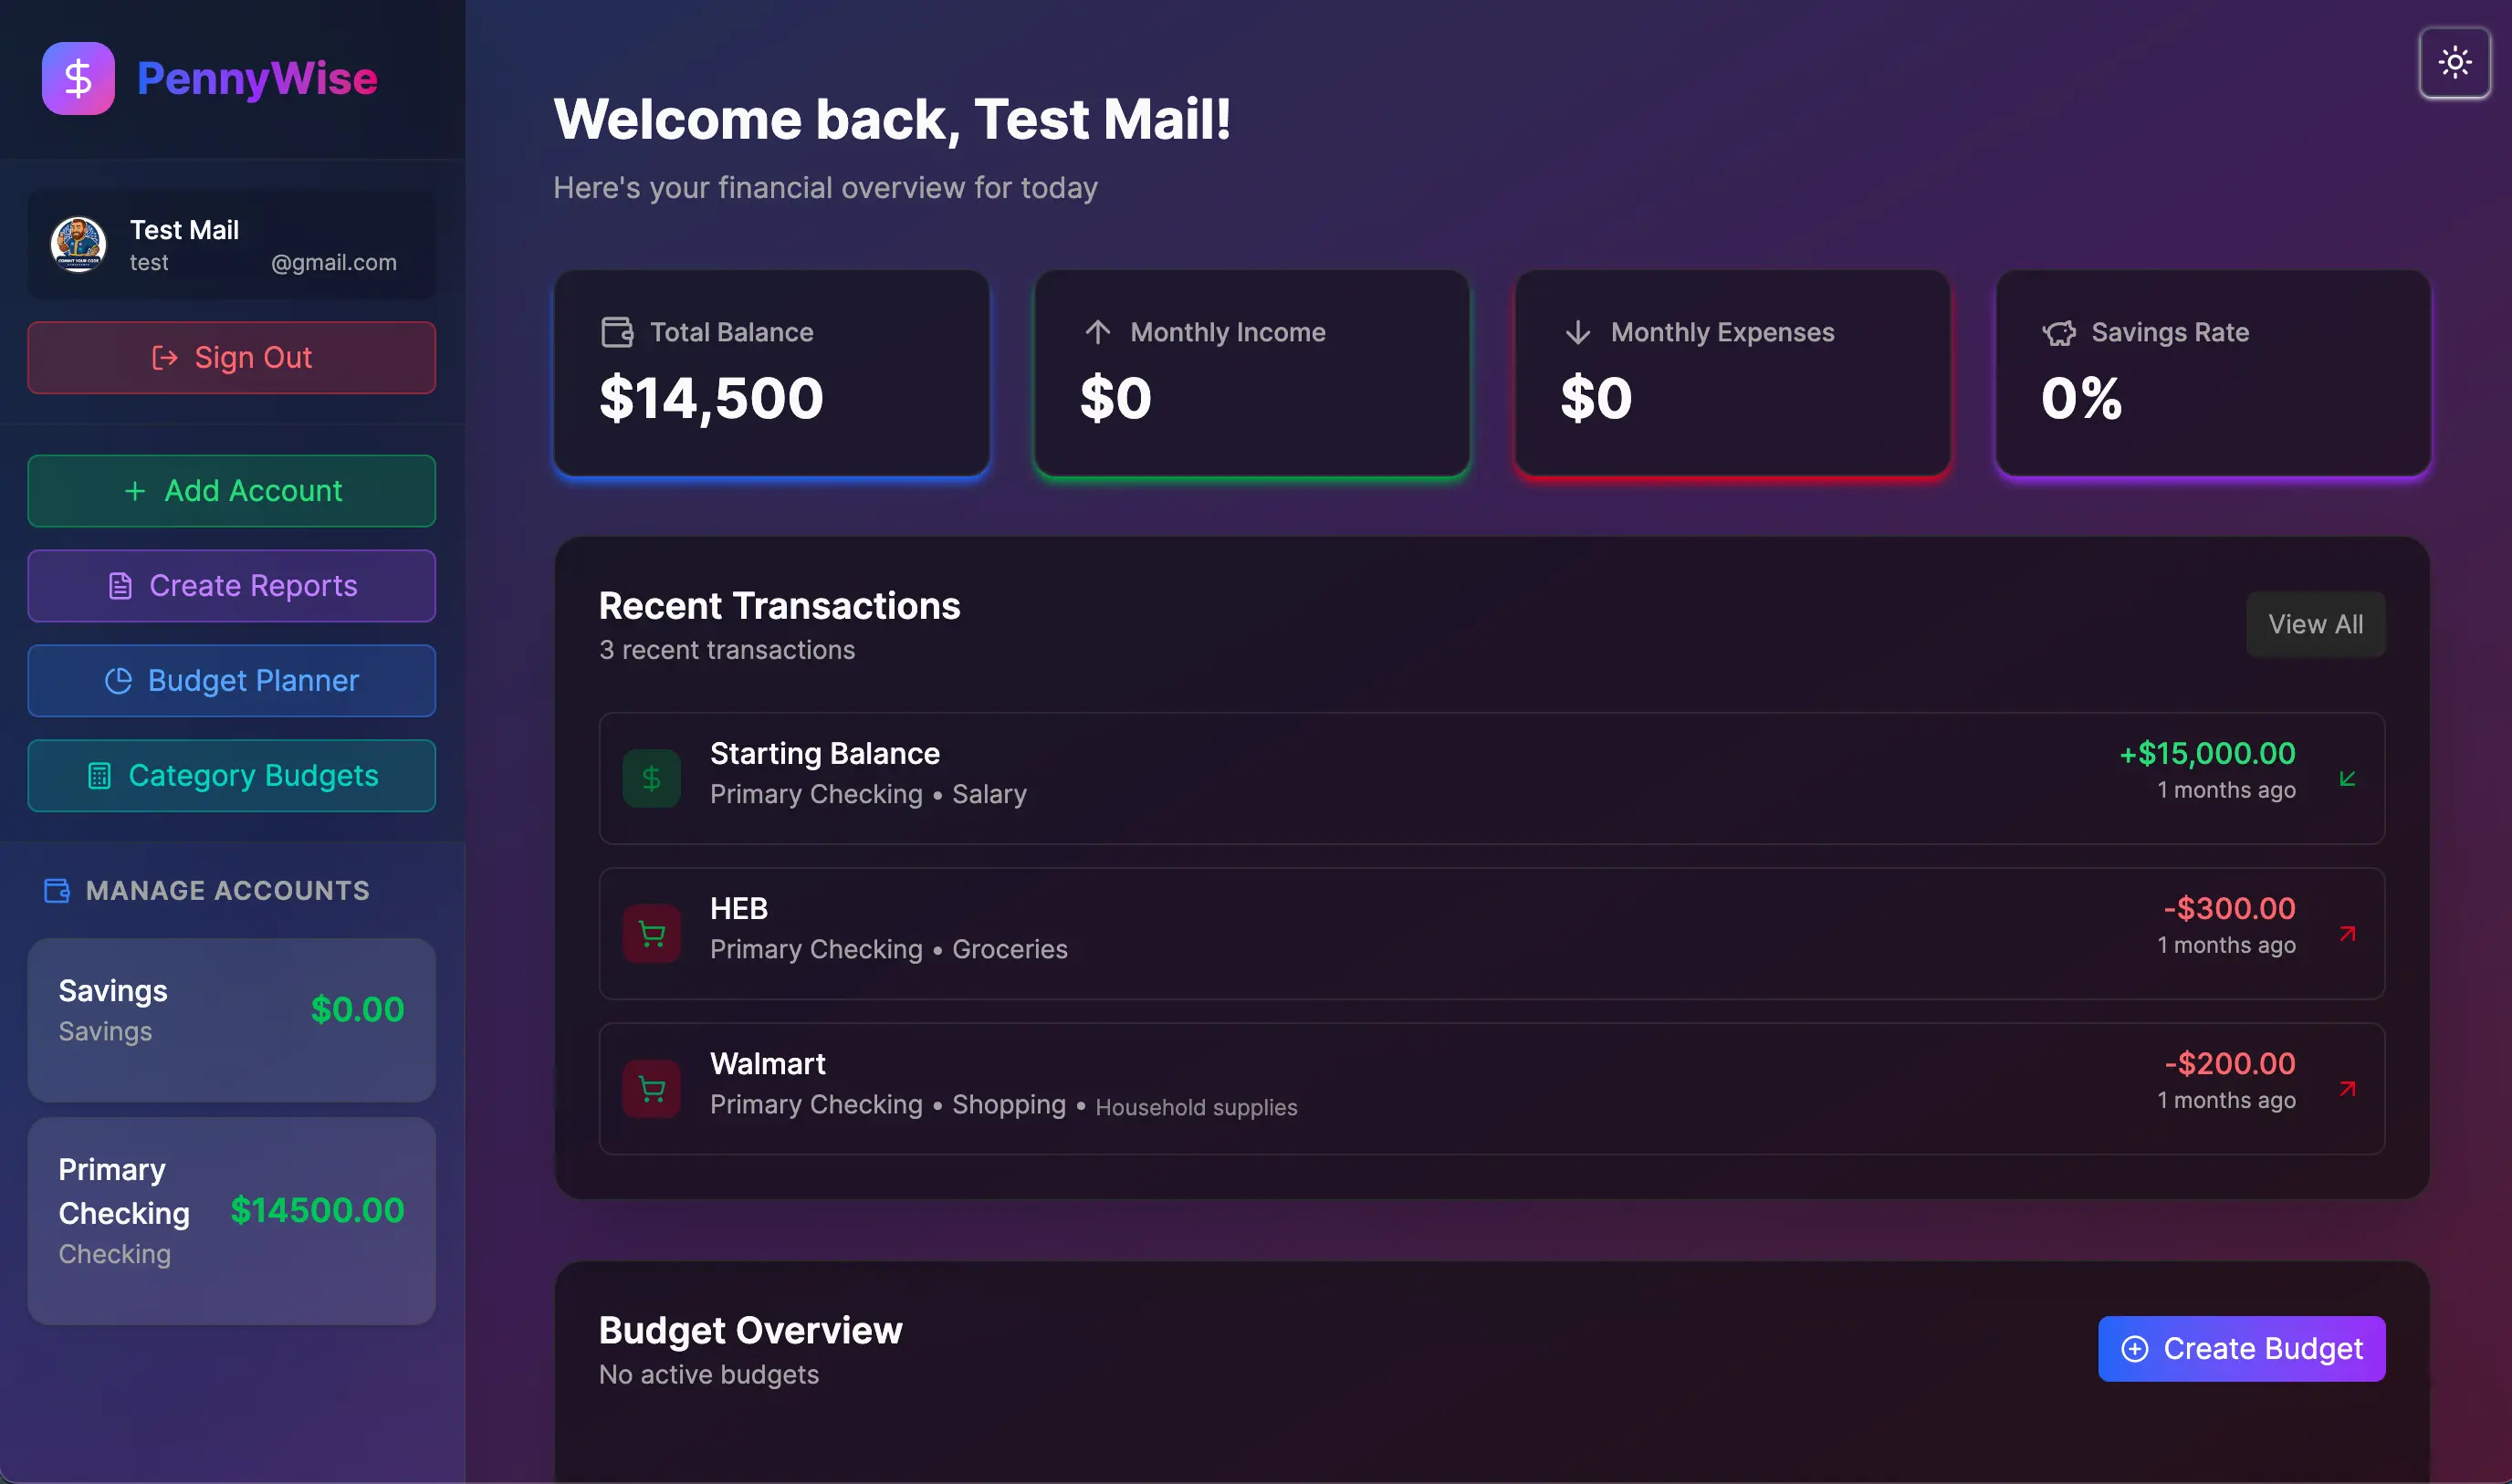 $ PennyWise
Test Mail
test @gmail.com
Sign Out
Add Account
Create Reports
Budget Planner
Category Budgets
MANAGE ACCOUNTS
Savings
$0.00
Savings
Primary
Checking
$14500.00
Checking
Welcome back, Test Mail!
Here's your financial overview for today
Total Balance
$14,500
Monthly Income
$0
Monthly Expenses
$0
Savings Rate
0%
Recent Transactions
3 recent transactions
View All
Starting Balance
Primary Checking • Salary
+$15,000.00
1 months ago
HEB
Primary Checking • Groceries
-$300.00
1 months ago
Walmart
Primary Checking • Shopping • Household supplies
-$200.00
1 months ago
Budget Overview
No active budgets
Create Budget